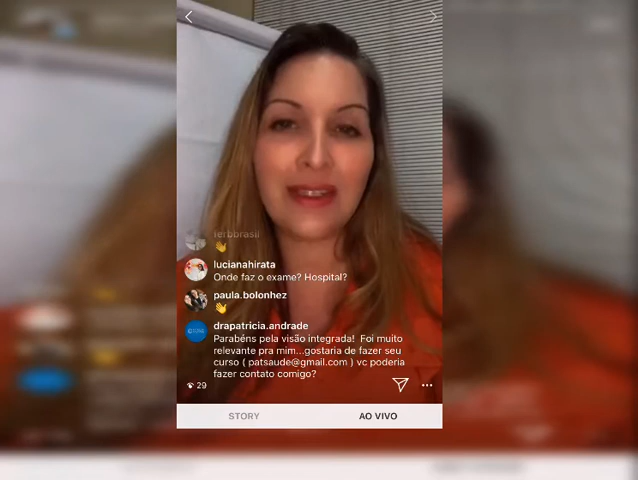 ferbbrasil
👋
lucianahirata
Onde faz o exame? Hospital?
paula.bolonhez
👋
drapatricia.andrade
Parabéns pela visão integrada! Foi muito
relevante pra mim...gostaria de fazer seu
curso ( patsaude@gmail.com ) vc poderia
fazer contato comigo?
29
STORY
AO VIVO